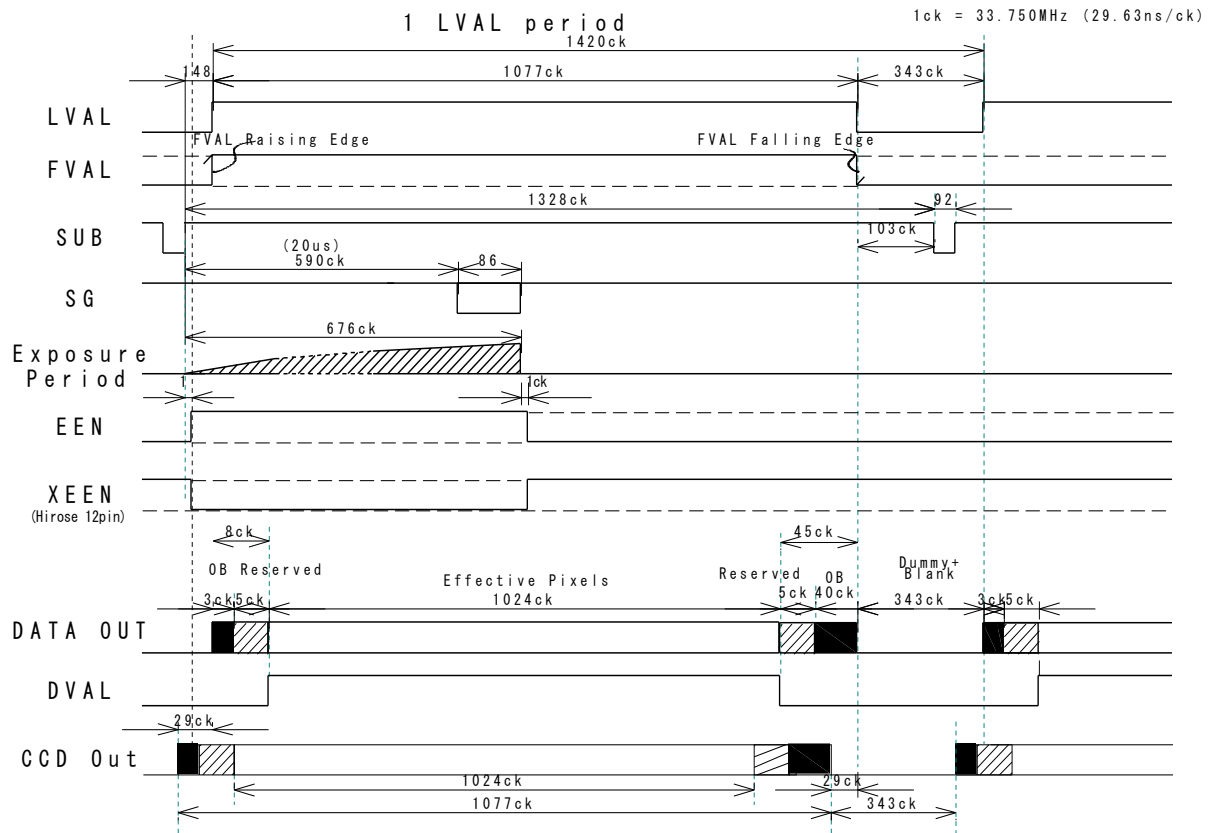 1 LVAL period
1ck = 33.750MHz (29.63ns/ck)
1420ck
148
1077ck
343ck
LVAL
FVAL Raising Edge
FVAL Falling Edge
FVAL
1328ck
92
SUB
103ck
(20us)
590ck
86
SG
676ck
Exposure
Period
1
1ck
EEN
XEEN
(Hirose 12pin)
8ck
45ck
OB Reserved
Effective Pixels
Reserved
OB
Dummy+
Blank
3ck
5ck
1024ck
5ck
40ck
343ck
3ck
5ck
DATA OUT
DVAL
29ck
CCD Out
1024ck
29ck
1077ck
343ck